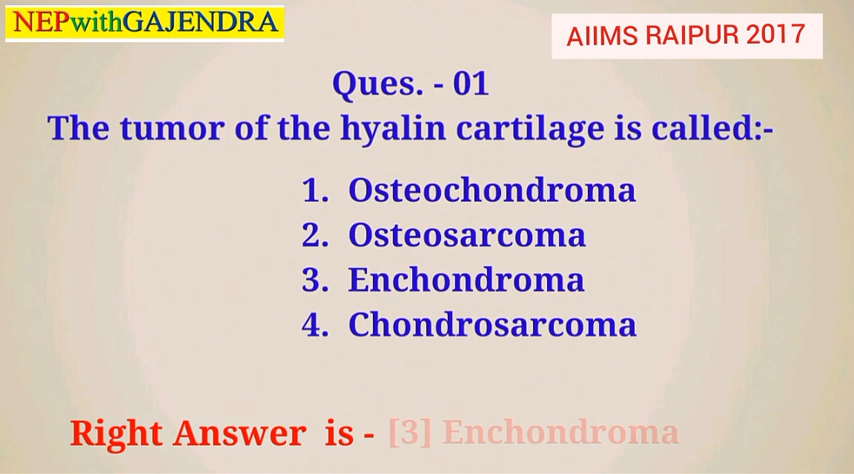 NEPwithGAJENDRA
AIIMS RAIPUR 2017
Ques. - 01
The tumor of the hyalin cartilage is called:-
1. Osteochondroma
2. Osteosarcoma
3. Enchondroma
4. Chondrosarcoma
Right Answer is - [3] Enchondroma